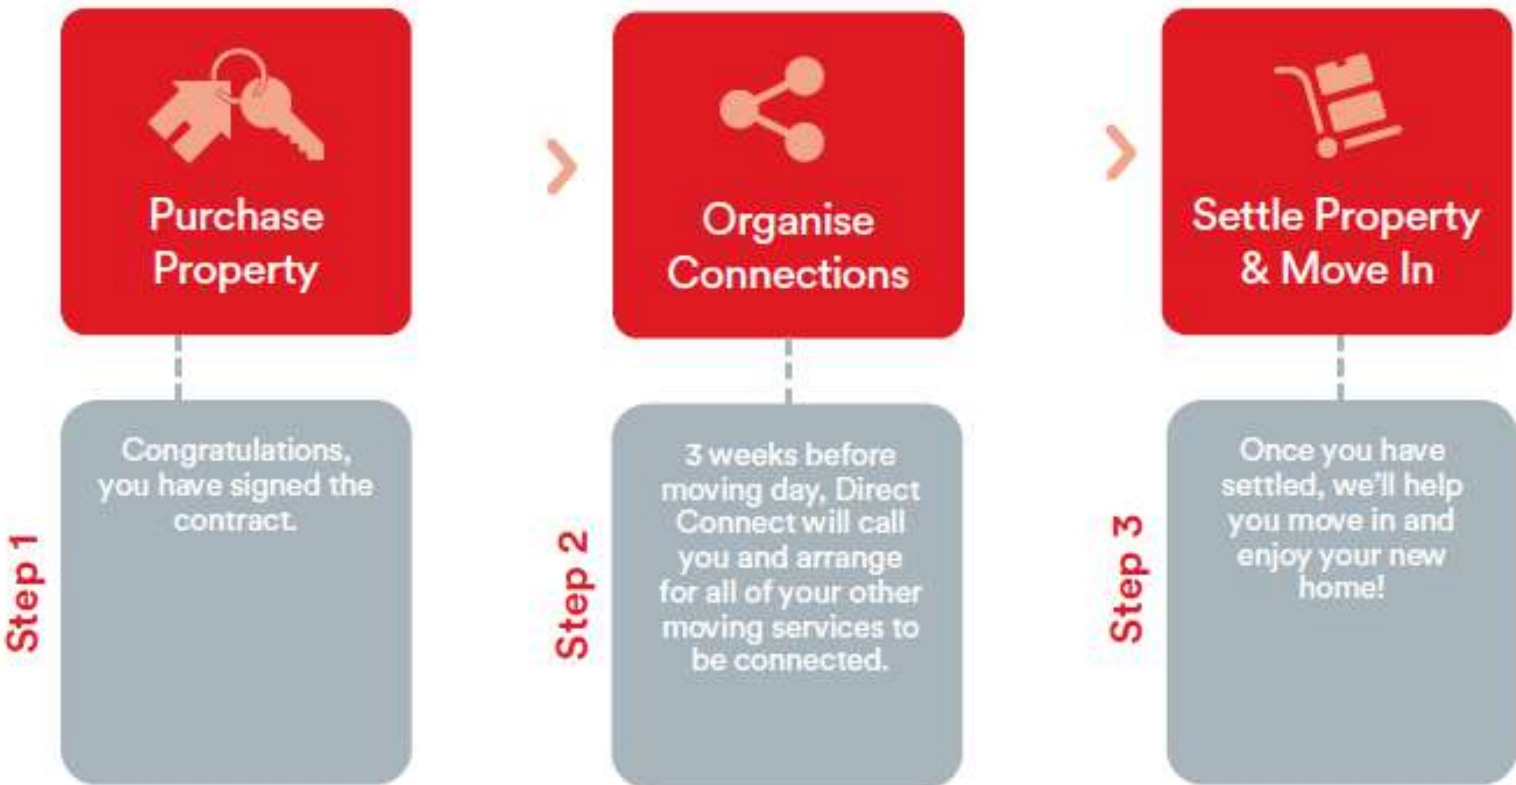 Purchase
Property
Step 1
Congratulations,
you have signed the
contract.
Organise
Connections
Step 2
3 weeks before
moving day, Direct
Connect will call
you and arrange
for all of your other
moving services to
be connected.
Settle Property
& Move In
Step 3
Once you have
settled, we'll help
you move in and
enjoy your new
home!